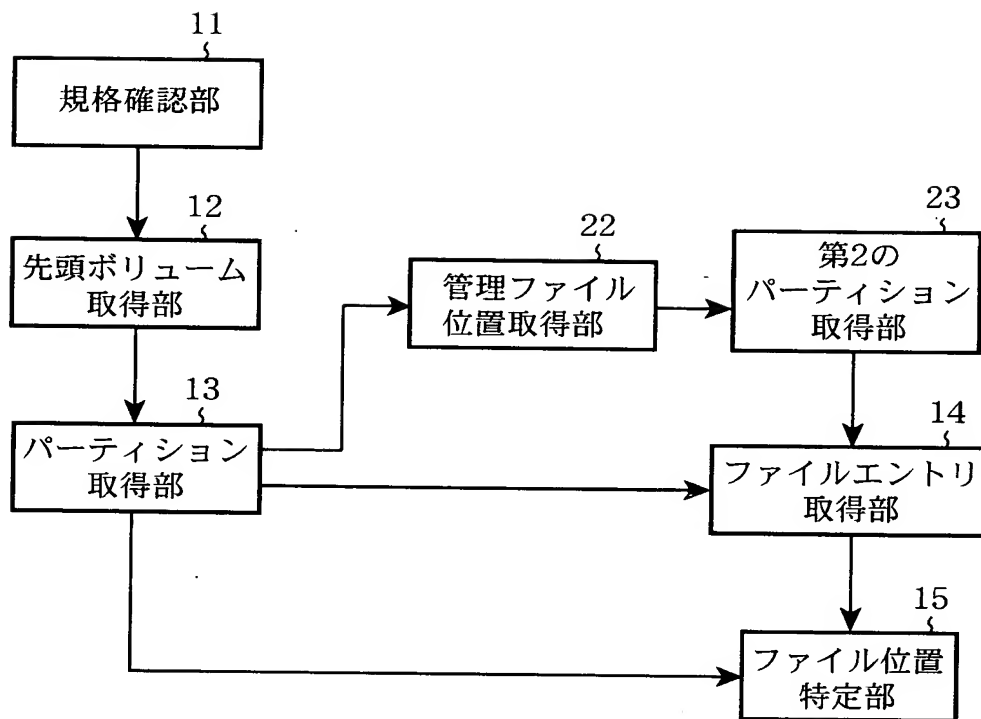 11
規格確認部
12
先頭ボリューム
取得部
13
パーティション
取得部
22
管理ファイル
位置取得部
23
第2の
パーティション
取得部
14
ファイルエントリ
取得部
15
ファイル位置
特定部